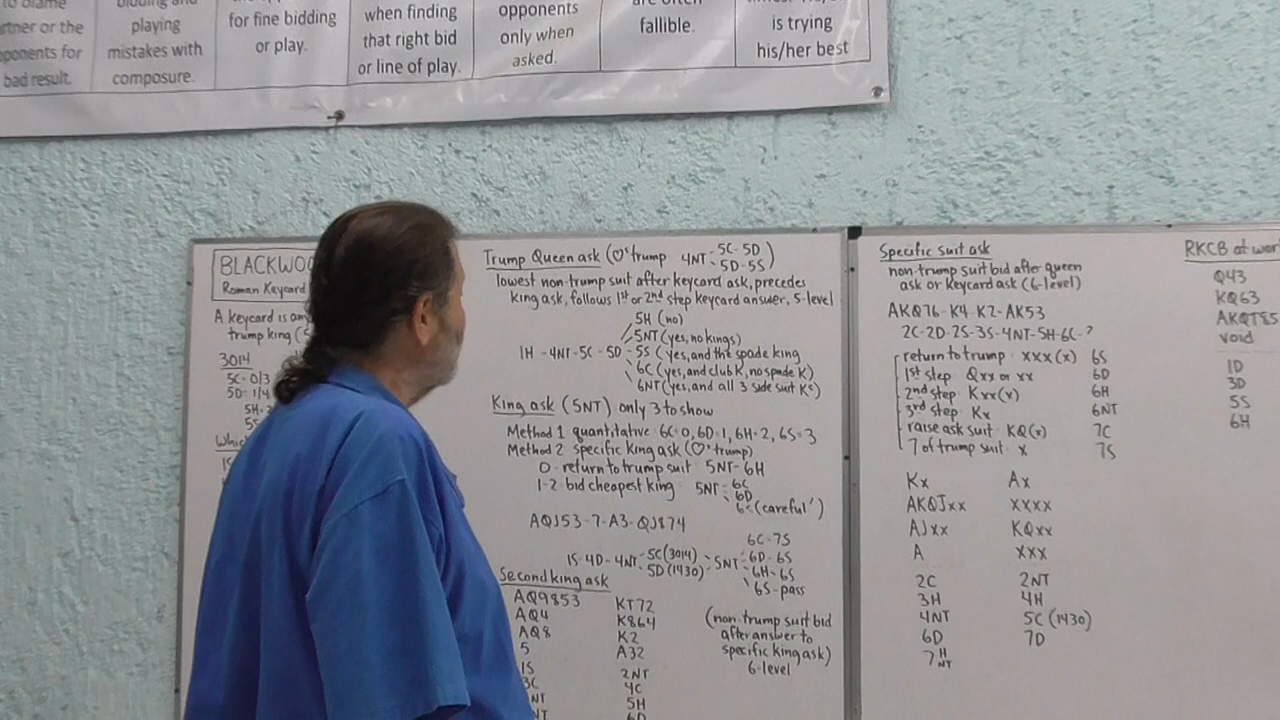 to blame
partner or the
opponents for
bad result.
bidding and
playing
mistakes with
composure.
for fine bidding
or play.
when finding
that right bid
or line of play.
opponents
only when
asked.
are often
fallible.
is trying
his/her best
BLACKWOO
Roman Keycard
A keycard is any
trump king (5
3014
5C-0/3
5D-1/4
5H-
Which
1S
Trump Queen ask (♡'s trump 4NT 5C-5D
5D-5S)
lowest non-trump suit after keycard ask, precedes
king ask, follows 1st or 2nd step keycard answer, 5-level
5H (no)
5NT (yes, no kings)
1H-4NT-5C-5D-5S (yes, and the spade king
6C (yes, and club K, no spade K)
6NT (yes, and all 3 side suit K's)
King ask (5NT) only 3 to show
Method 1 quantitative 6C=0, 6D=1, 6H=2, 6S=3
Method 2 specific king ask (♡'s trump)
0-return to trump suit 5NT-6H
1-2 bid cheapest king 5NT-6C
6D
6S (careful!)
AQJ53-7-A3-QJ874
1S-4D-4NT-5C(3014)
5D(1430)-5NT
6C-7S
6D-6S
6H-6S
6S-pass
Second king ask
AQ9853 KT72
AQ4 K864
AQ8 K2
5 A32
1S 2NT
3C 4C
NT 5H
NT 6D
(non-trump suit bid
after answer to
specific king ask)
6-level
Specific suit ask
non-trump suit bid after queen
ask or Keycard ask (6-level)
AKQ76-K4-K2-AK53
2C-2D-2S-3S-4NT-5H-6C-?
return to trump xxx(x) 6S
1st step Qxx or xx 6D
2nd step Kxx(x) 6H
3rd step Kx 6NT
raise ask suit KQ(x) 7C
7 of trump suit x 7S
Kx Ax
AKQJxx xxxx
AJxx KQxx
A xxx
2C 2NT
3H 4H
4NT 5C (1430)
6D 7D
7 H
NT
RKCB at wor
Q43
KQ63
AKQT85
void
1D
3D
5S
6H